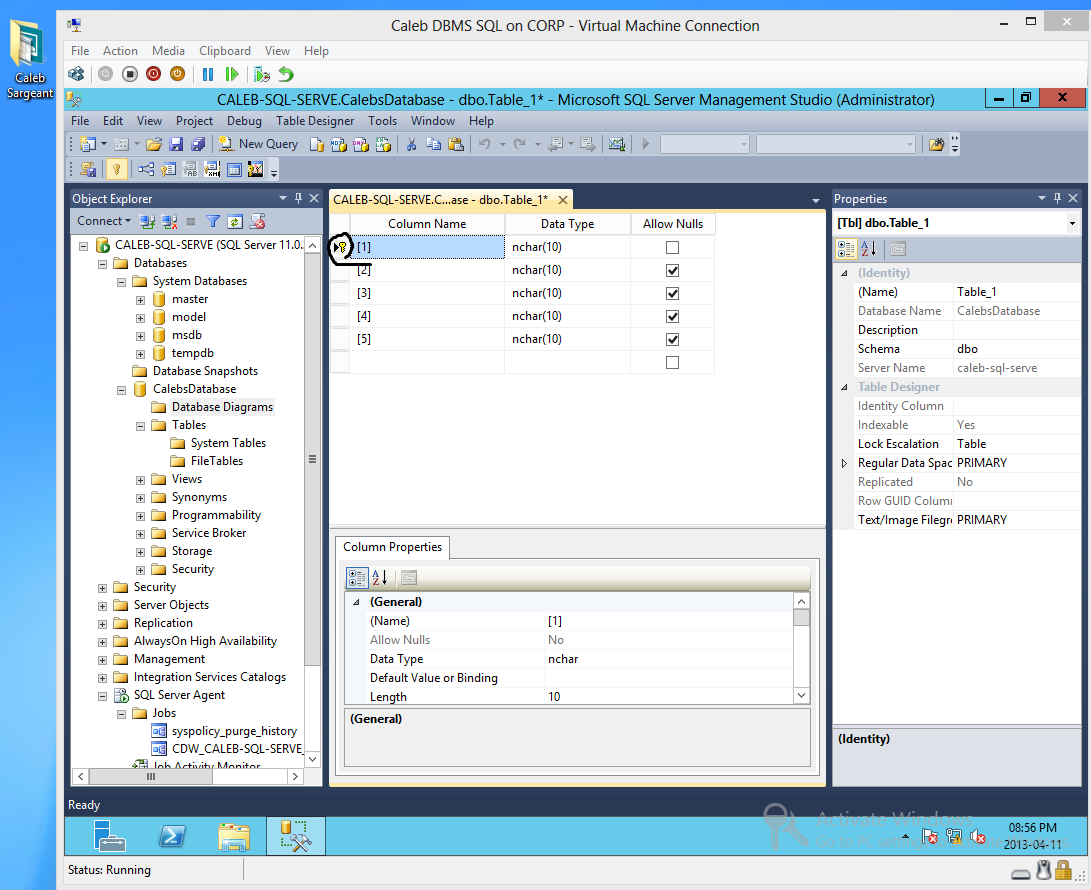 Caleb
Sargeant
Caleb DBMS SQL on CORP - Virtual Machine Connection
File Action Media Clipboard View Help
CALEB-SQL-SERVE.CalebsDatabase - dbo.Table_1* - Microsoft SQL Server Management Studio (Administrator)
File Edit View Project Debug Table Designer Tools Window Help
New Query
Object Explorer
Connect
CALEB-SQL-SERVE (SQL Server 11.0..
Databases
System Databases
master
model
msdb
tempdb
Database Snapshots
CalebsDatabase
Database Diagrams
Tables
System Tables
FileTables
Views
Synonyms
Programmability
Service Broker
Storage
Security
Security
Server Objects
Replication
AlwaysOn High Availability
Management
Integration Services Catalogs
SQL Server Agent
Jobs
syspolicy_purge_history
CDW_CALEB-SQL-SERVE_
Job Activity Monitor
CALEB-SQL-SERVE.C...ase - dbo.Table_1*
Column Name Data Type Allow Nulls
[1] nchar(10)
[2] nchar(10)
[3] nchar(10)
[4] nchar(10)
[5] nchar(10)
Column Properties
(General)
(Name) [1]
Allow Nulls No
Data Type nchar
Default Value or Binding
Length 10
(General)
Properties
[Tbl] dbo.Table_1
(Identity)
(Name) Table_1
Database Name CalebsDatabase
Description
Schema dbo
Server Name caleb-sql-serve
Table Designer
Identity Column
Indexable Yes
Lock Escalation Table
Regular Data Spac PRIMARY
Replicated No
Row GUID Column
Text/Image Filegro PRIMARY
(Identity)
Ready
Activate Windows
Go to PC settings
08:56 PM
2013-04-11
Status: Running